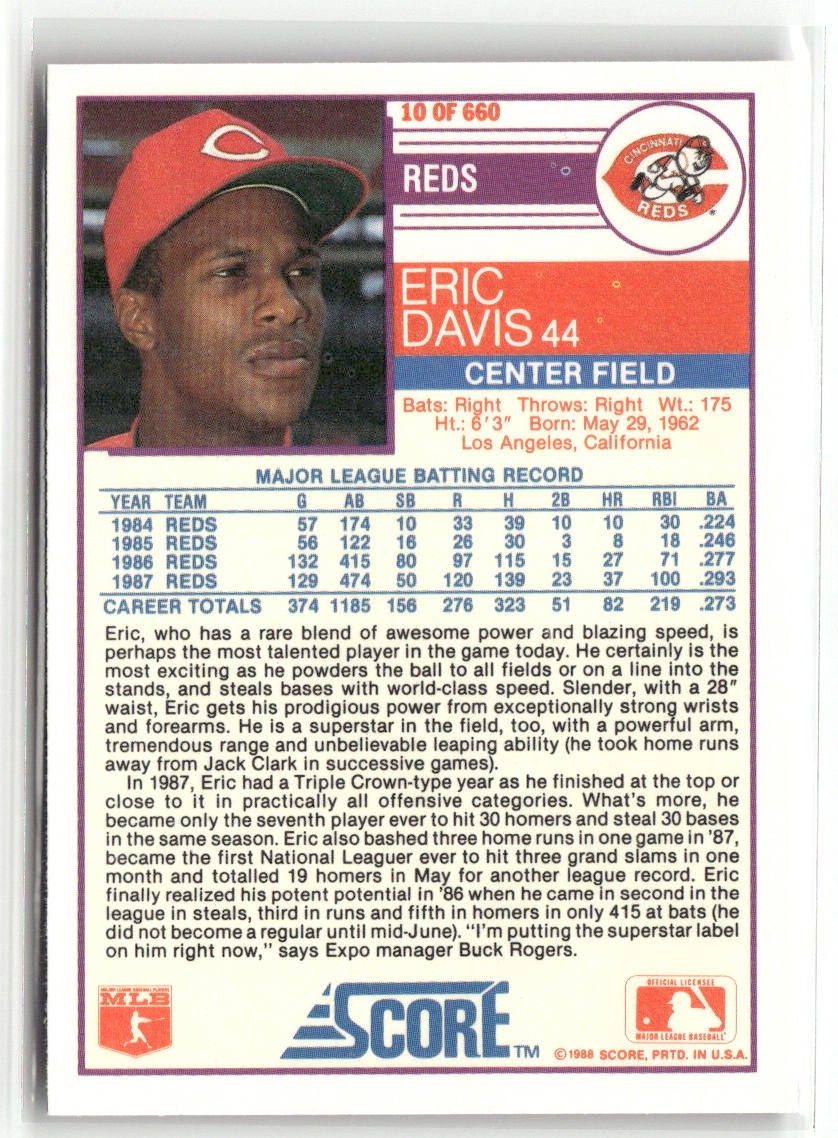 10 OF 660
REDS
CINCINNATI
REDS
ERIC
DAVIS 44
CENTER FIELD
Bats: Right Throws: Right Wt.: 175
Ht.: 6'3" Born: May 29, 1962
Los Angeles, California
MAJOR LEAGUE BATTING RECORD
YEAR TEAM G AB SB R H 2B HR RBI BA
1984 REDS 57 174 10 33 39 10 10 30 .224
1985 REDS 56 122 16 26 30 3 8 18 .246
1986 REDS 132 415 80 97 115 15 27 71 .277
1987 REDS 129 474 50 120 139 23 37 100 .293
CAREER TOTALS 374 1185 156 276 323 51 82 219 .273
Eric, who has a rare blend of awesome power and blazing speed, is
perhaps the most talented player in the game today. He certainly is the
most exciting as he powders the ball to all fields or on a line into the
stands, and steals bases with world-class speed. Slender, with a 28"
waist, Eric gets his prodigious power from exceptionally strong wrists
and forearms. He is a superstar in the field, too, with a powerful arm,
tremendous range and unbelievable leaping ability (he took home runs
away from Jack Clark in successive games).
In 1987, Eric had a Triple Crown-type year as he finished at the top or
close to it in practically all offensive categories. What's more, he
became only the seventh player ever to hit 30 homers and steal 30 bases
in the same season. Eric also bashed three home runs in one game in '87,
became the first National Leaguer ever to hit three grand slams in one
month and totalled 19 homers in May for another league record. Eric
finally realized his potent potential in '86 when he came in second in the
league in steals, third in runs and fifth in homers in only 415 at bats (he
did not become a regular until mid-June). "I'm putting the superstar label
on him right now," says Expo manager Buck Rogers.
MAJOR LEAGUE BASEBALL PLAYERS
MLB
SCORE TM
OFFICIAL LICENSEE
MAJOR LEAGUE BASEBALL
©1988 SCORE, PRTD. IN U.S.A.